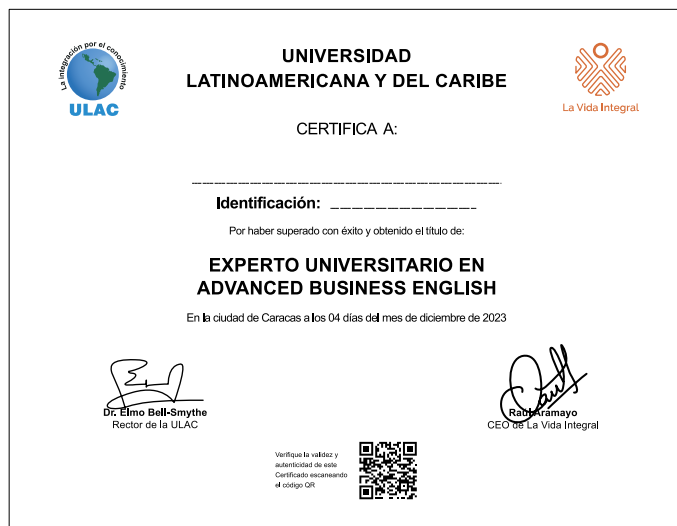 La integración por el conocimiento
ULAC
UNIVERSIDAD
LATINOAMERICANA Y DEL CARIBE
La Vida Integral
CERTIFICA A:
Identificación:
Por haber superado con éxito y obtenido el título de:
EXPERTO UNIVERSITARIO EN
ADVANCED BUSINESS ENGLISH
En la ciudad de Caracas a los 04 días del mes de diciembre de 2023
Dr. Elmo Bell-Smythe
Rector de la ULAC
Raúl Aramayo
CEO de La Vida Integral
Verifique la validez y
autenticidad de este
Certificado escaneando
el código QR